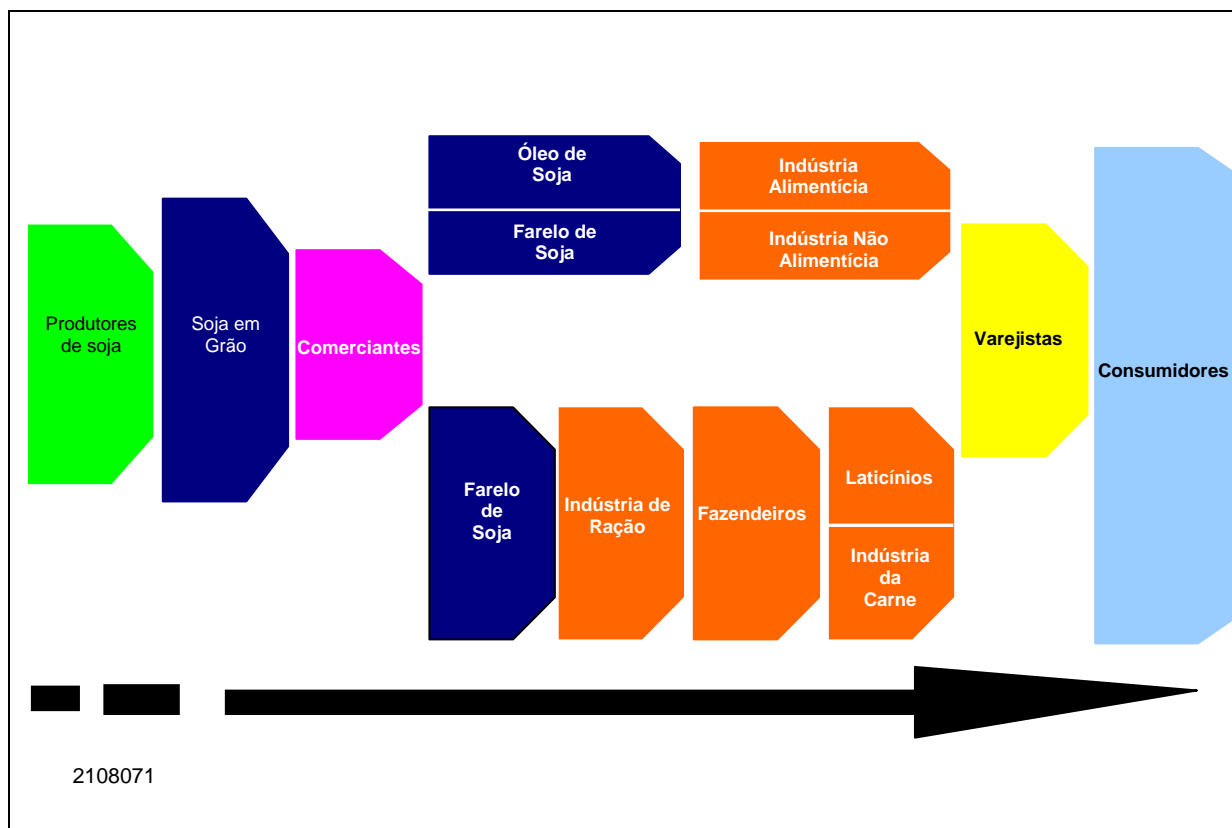 Produtores
de soja
Soja em
Grão
Comerciantes
Óleo de
Soja
Farelo de
Soja
Indústria
Alimentícia
Indústria Não
Alimentícia
Farelo
de
Soja
Indústria de
Ração
Fazendeiros
Laticínios
Indústria
da
Carne
Varejistas
Consumidores
2108071